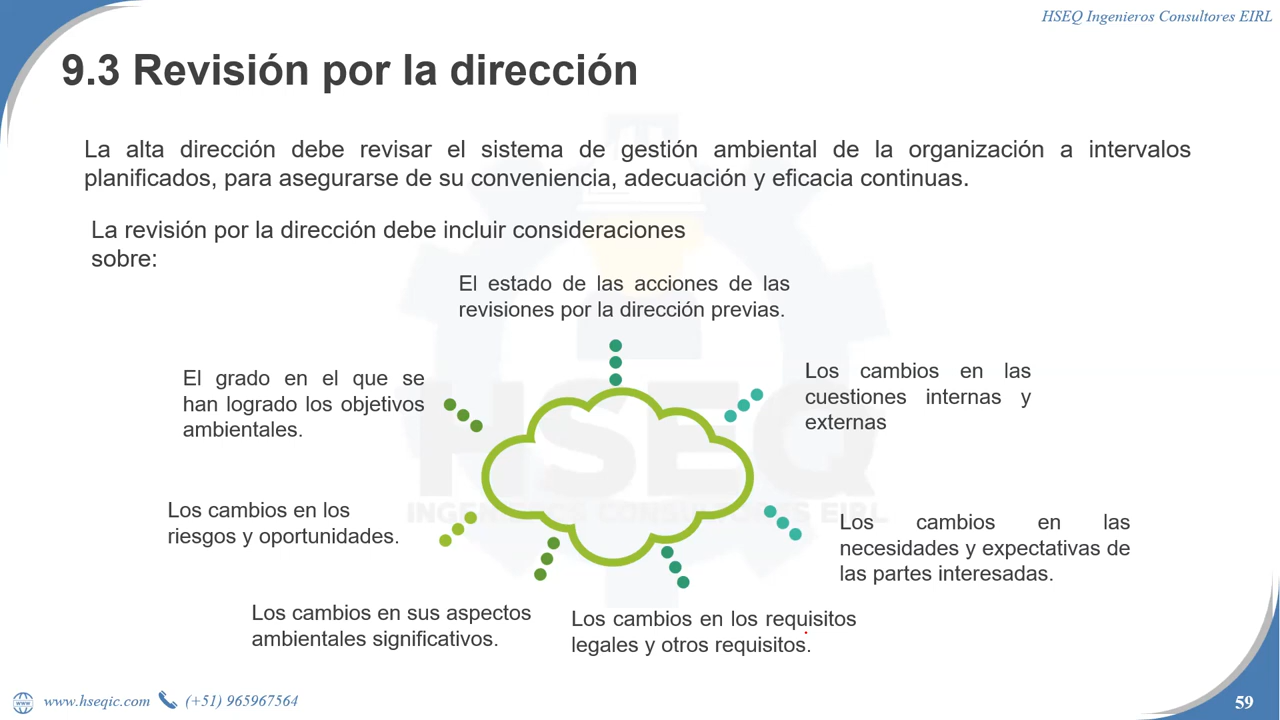 HSEQ Ingenieros Consultores EIRL
9.3 Revisión por la dirección
La alta dirección debe revisar el sistema de gestión ambiental de la organización a intervalos
planificados, para asegurarse de su conveniencia, adecuación y eficacia continuas.
La revisión por la dirección debe incluir consideraciones
sobre:
El estado de las acciones de las
revisiones por la dirección previas.
Los cambios en las
cuestiones internas y
externas
Los cambios en las
necesidades y expectativas de
las partes interesadas.
Los cambios en los requisitos
legales y otros requisitos.
Los cambios en sus aspectos
ambientales significativos.
Los cambios en los
riesgos y oportunidades.
El grado en el que se
han logrado los objetivos
ambientales.
HSEQ
INGENIEROS CONSULTORES EIRL
www.hseqic.com (+51) 965967564
59